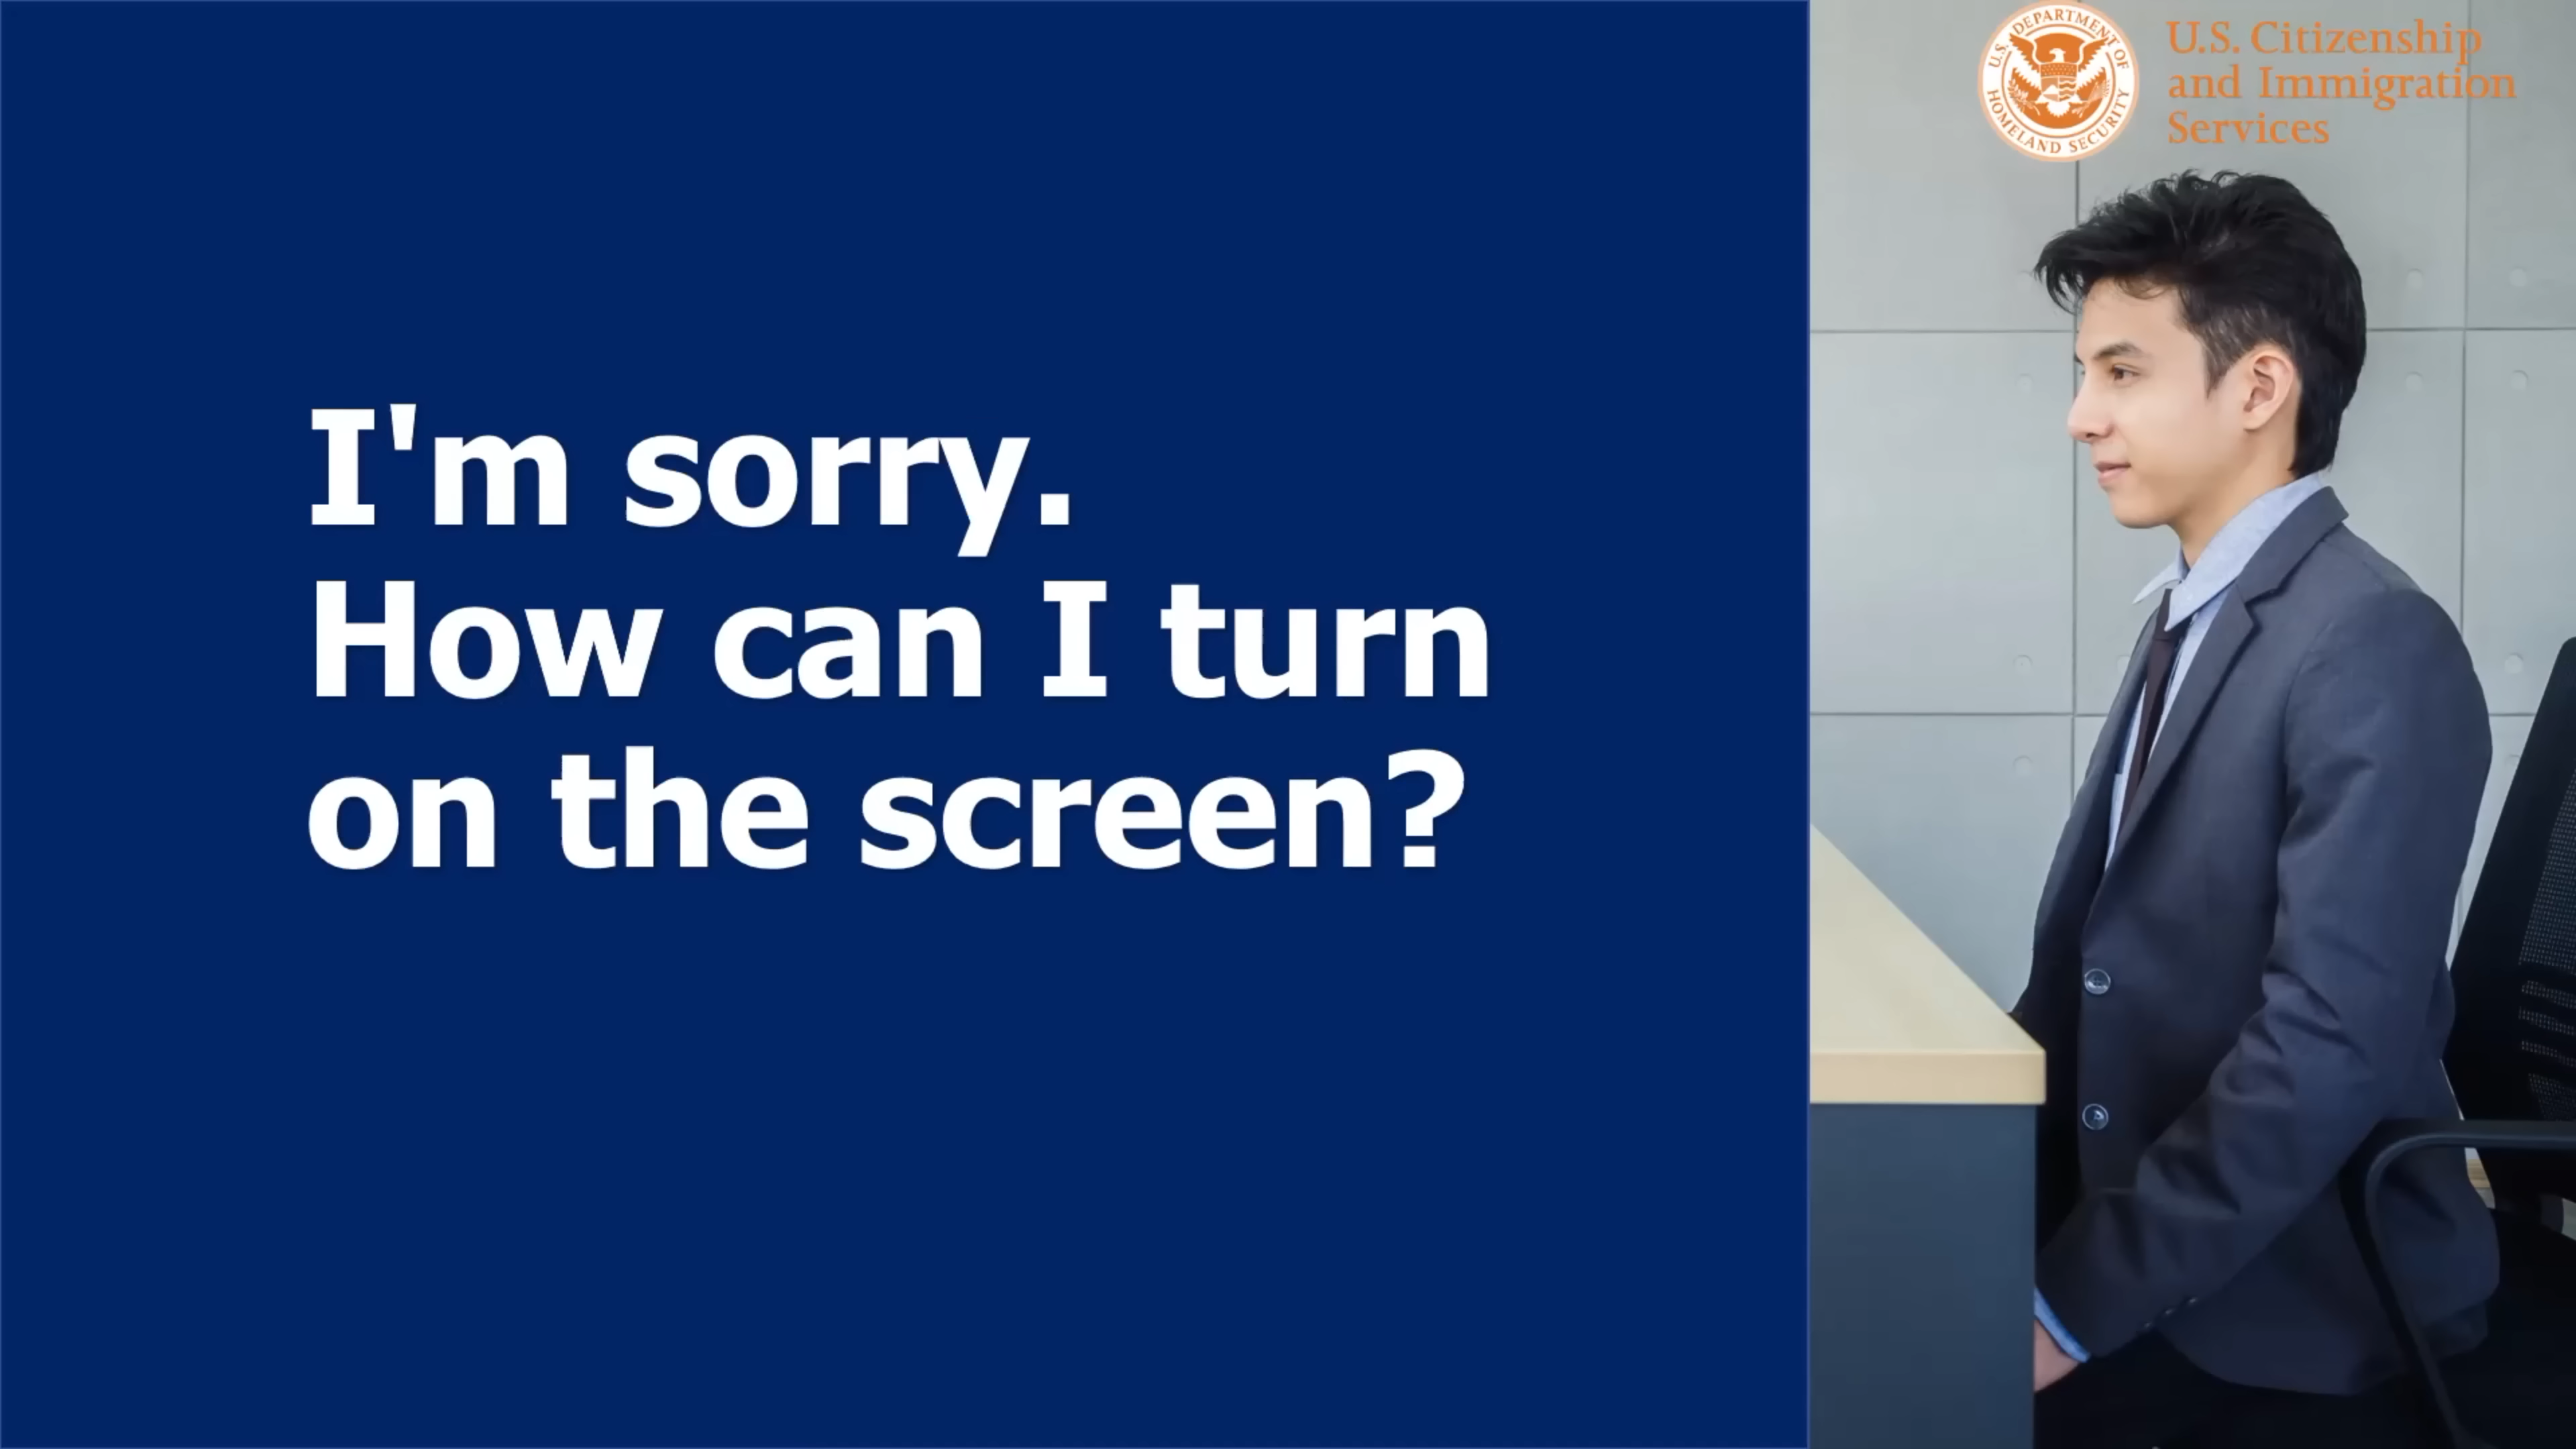 I'm sorry.
How can I turn
on the screen?
U.S. DEPARTMENT OF
HOMELAND SECURITY
U.S. Citizenship
and Immigration
Services